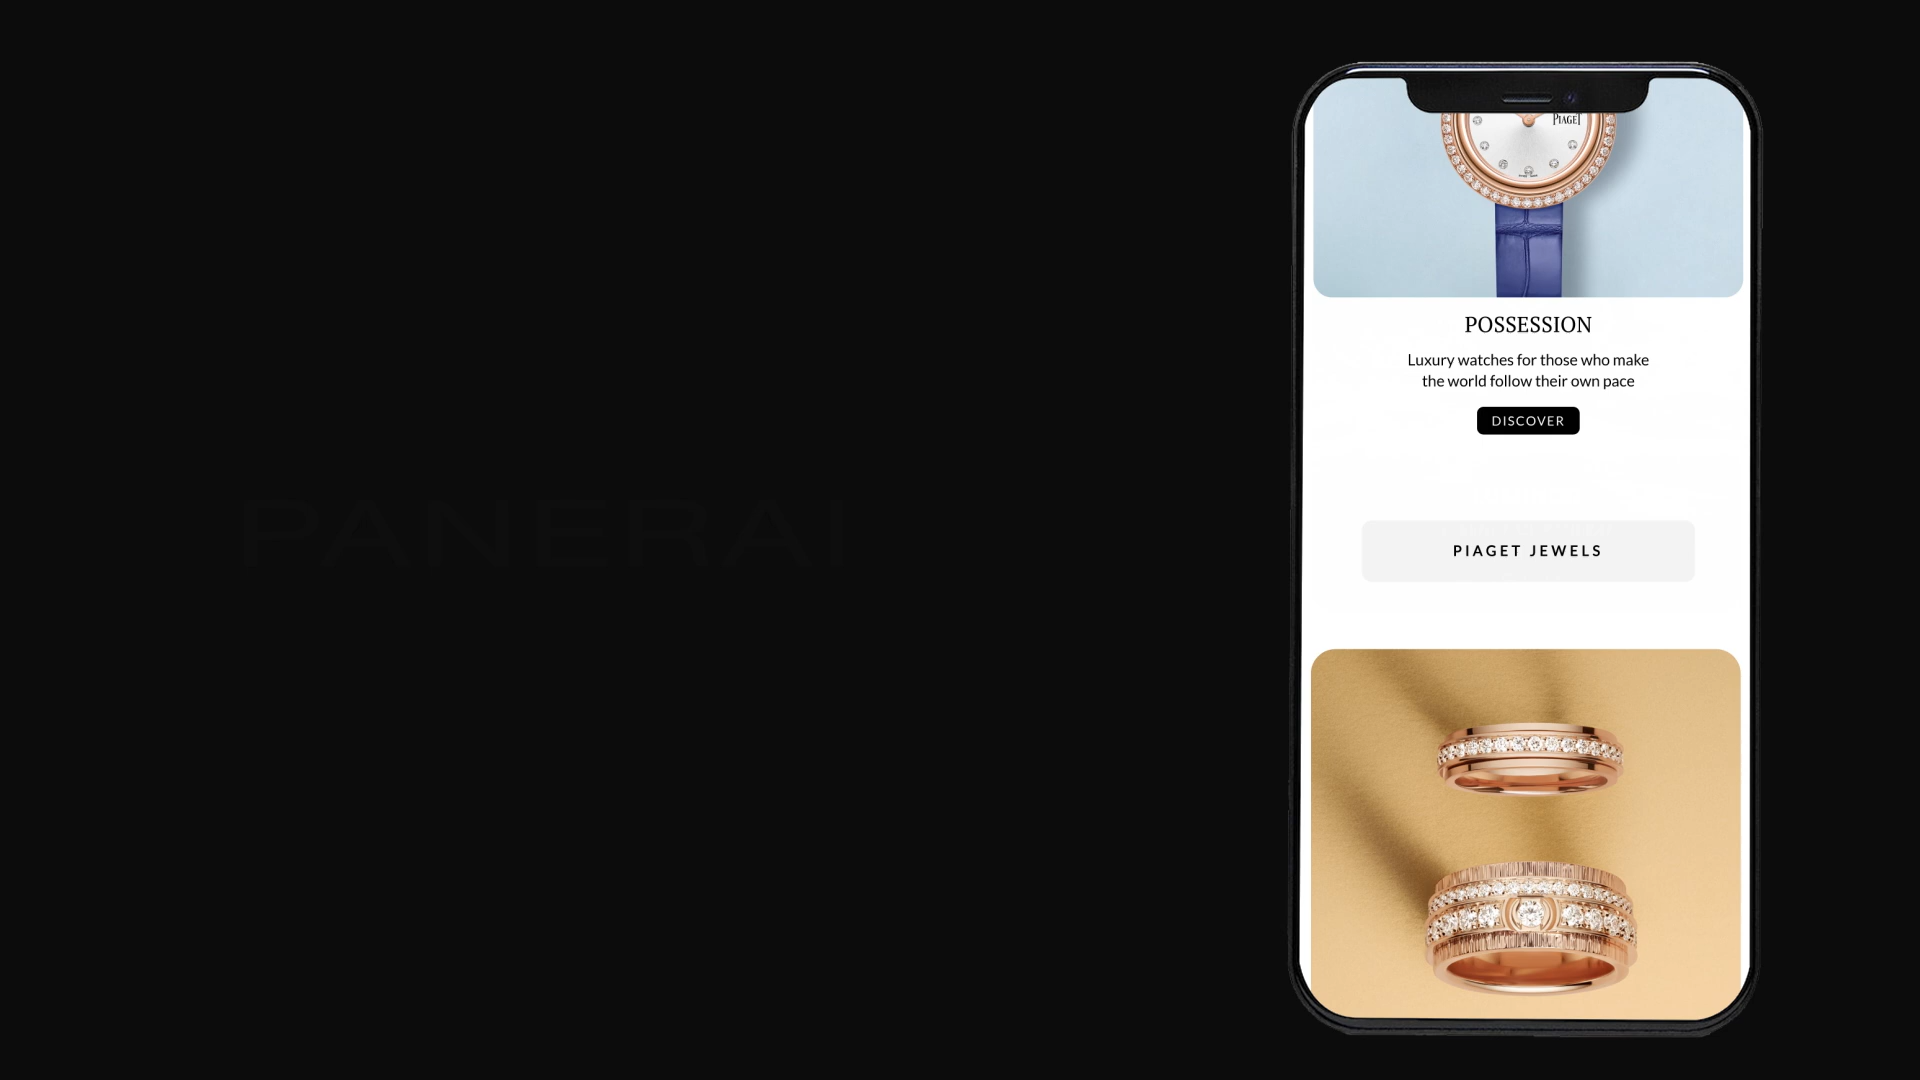 PANERAI
PIAGET
POSSESSION
Luxury watches for those who make
the world follow their own pace
DISCOVER
PIAGET JEWELS